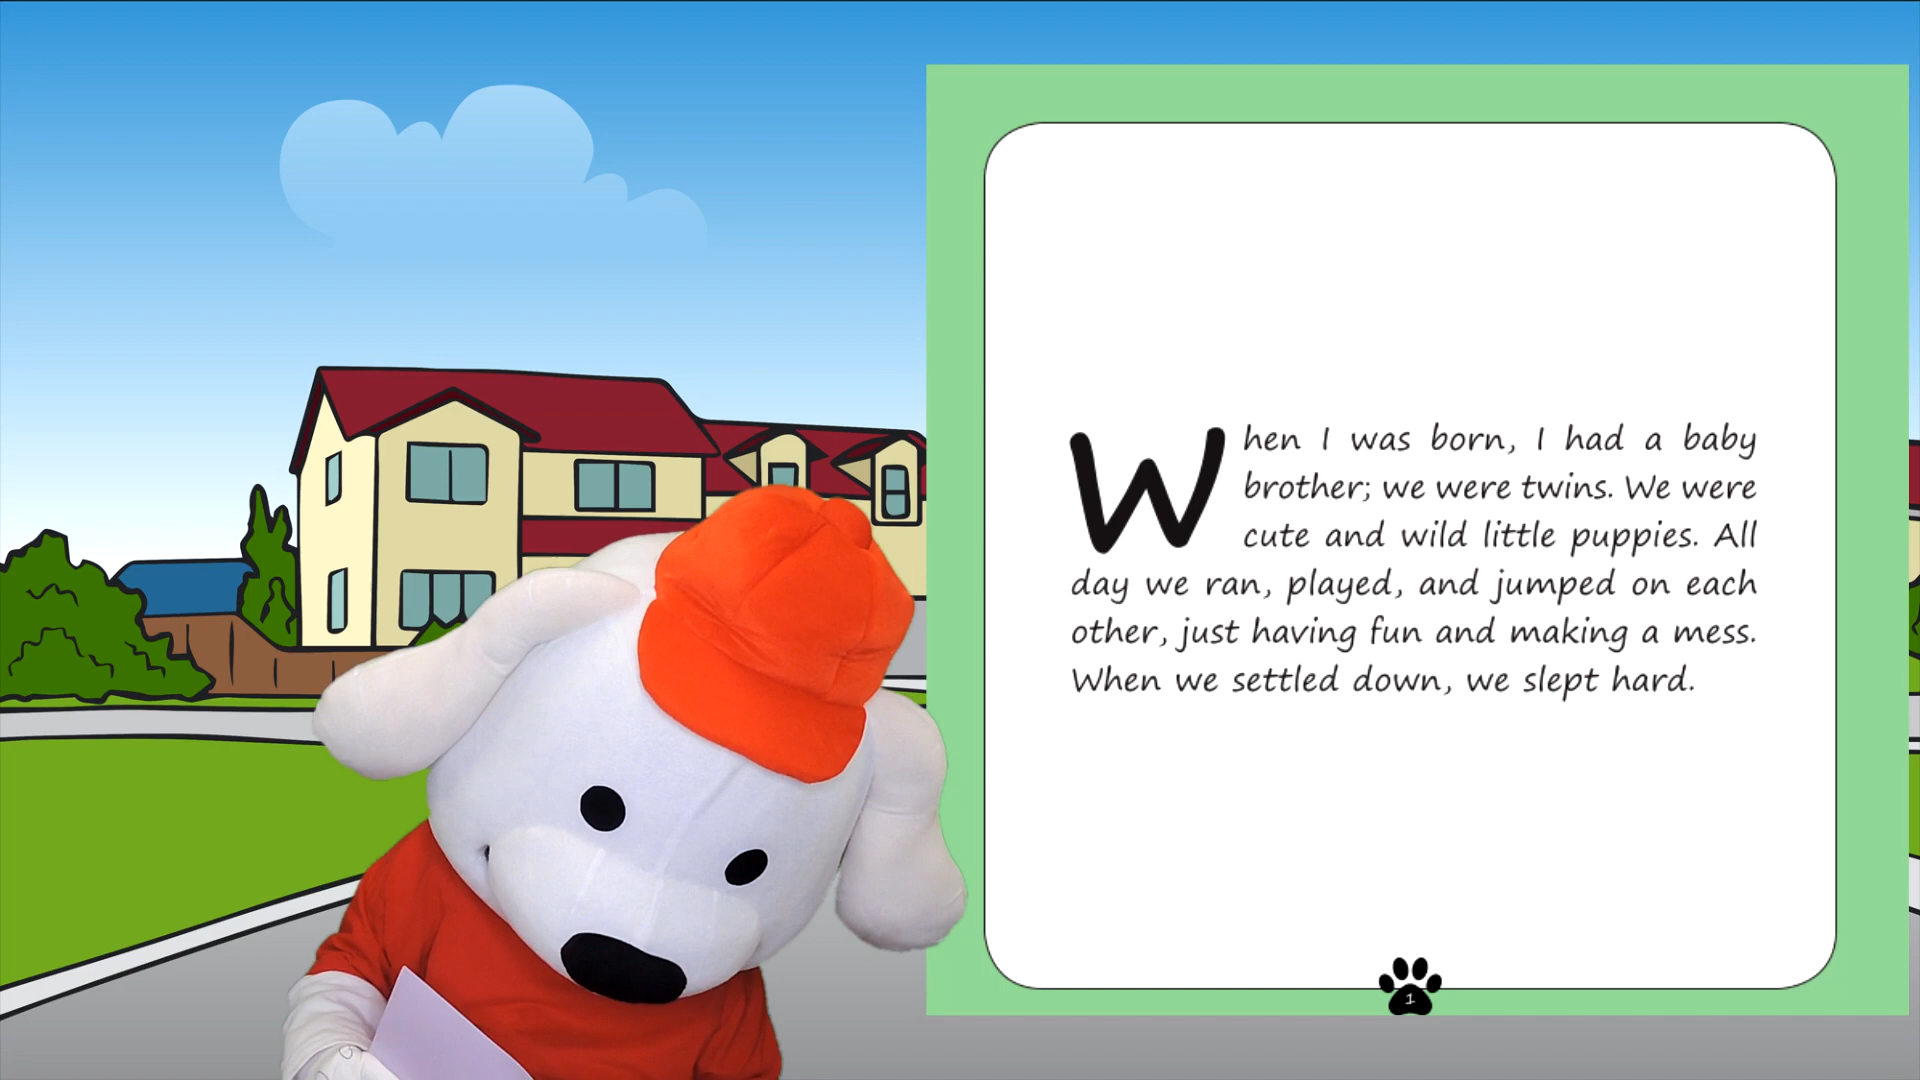 When I was born, I had a baby
brother; we were twins. We were
cute and wild little puppies. All
day we ran, played, and jumped on each
other, just having fun and making a mess.
When we settled down, we slept hard.
1